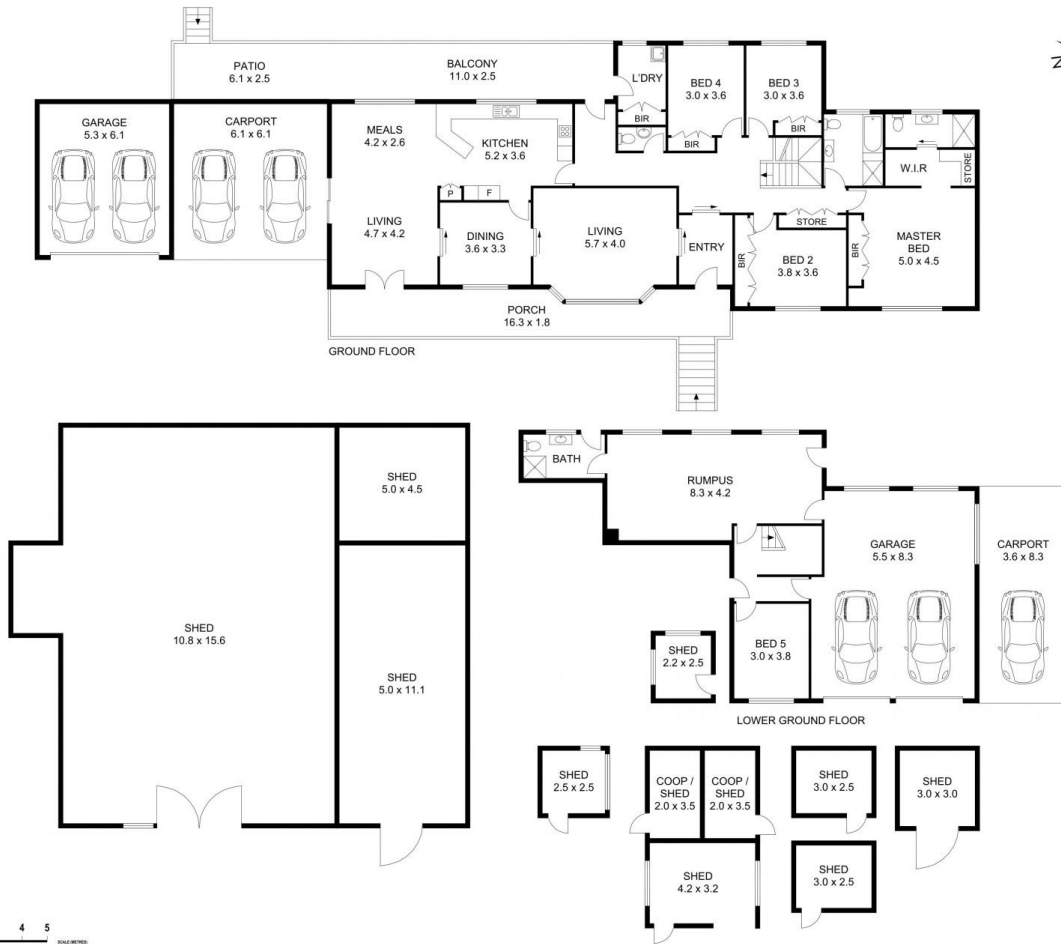 PATIO
6.1 x 2.5
BALCONY
11.0 x 2.5
L'DRY
BIR
BED 4
3.0 x 3.6
BIR
BED 3
3.0 x 3.6
BIR
N
GARAGE
5.3 x 6.1
CARPORT
6.1 x 6.1
MEALS
4.2 x 2.6
KITCHEN
5.2 x 3.6
P
F
W.I.R
STORE
LIVING
4.7 x 4.2
DINING
3.6 x 3.3
LIVING
5.7 x 4.0
ENTRY
STORE
BIR
BED 2
3.8 x 3.6
BIR
MASTER
BED
5.0 x 4.5
PORCH
16.3 x 1.8
GROUND FLOOR
SHED
10.8 x 15.6
SHED
5.0 x 4.5
SHED
5.0 x 11.1
BATH
RUMPUS
8.3 x 4.2
GARAGE
5.5 x 8.3
CARPORT
3.6 x 8.3
BED 5
3.0 x 3.8
SHED
2.2 x 2.5
LOWER GROUND FLOOR
SHED
2.5 x 2.5
COOP /
SHED
2.0 x 3.5
COOP /
SHED
2.0 x 3.5
SHED
3.0 x 2.5
SHED
3.0 x 3.0
SHED
4.2 x 3.2
SHED
3.0 x 2.5
4 5
SCALE (METRES)